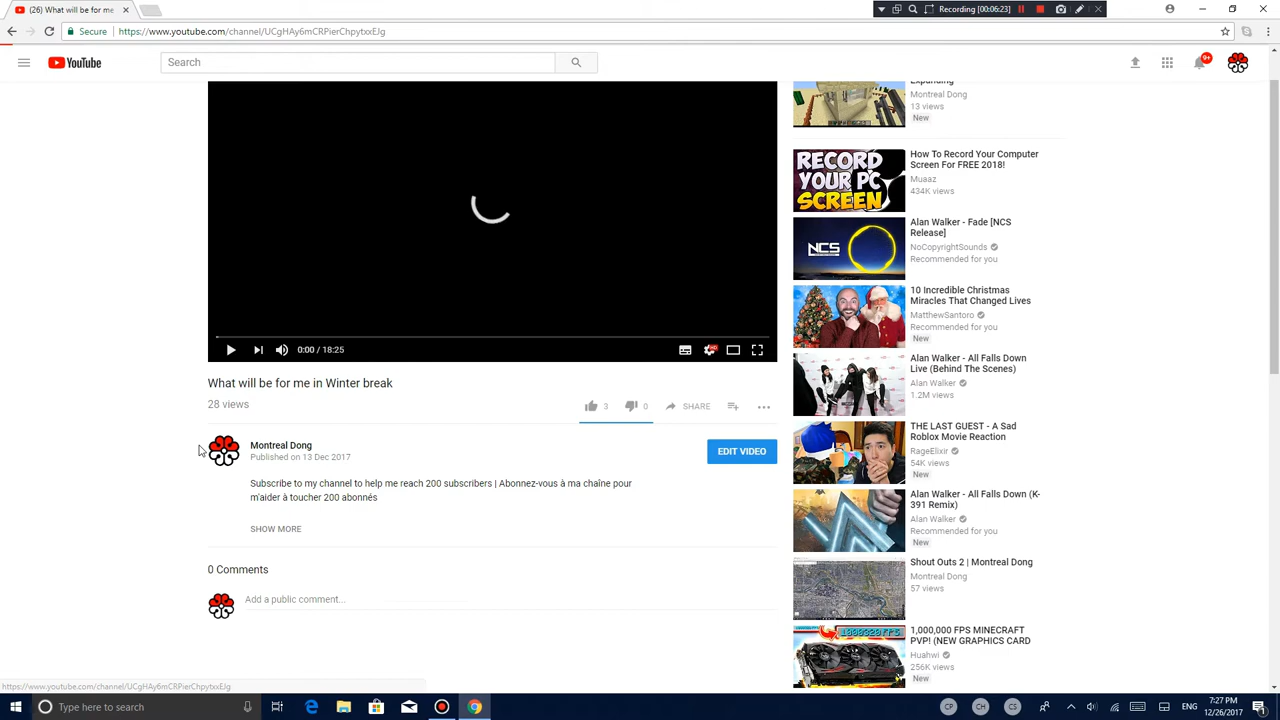 (26) What will be for me
Recording [00:06:23]
Secure
https://www.youtube.com/channel/UCgHAy6mCRPierChpytxxEJg
YouTube
Search
9+
0:00 / 18:25
HD
What will be for me in Winter break
28 views
3
0
SHARE
Montreal Dong
Published on 13 Dec 2017
EDIT VIDEO
Subscribe to my channel to help me reach 200 subscribers | Abonnez-vous à ma chaîne pour
m'aider à toucher 200 abonnés
SHOW MORE
0 Comments
Add a public comment...
Expanding
Montreal Dong
13 views
New
RECORD
YOUR PC
SCREEN
How To Record Your Computer
Screen For FREE 2018!
Muaaz
434K views
NCS
Alan Walker - Fade [NCS
Release]
NoCopyrightSounds
Recommended for you
10 Incredible Christmas
Miracles That Changed Lives
MatthewSantoro
Recommended for you
New
Alan Walker - All Falls Down
Live (Behind The Scenes)
Alan Walker
1.2M views
THE LAST GUEST - A Sad
Roblox Movie Reaction
RageElixir
54K views
New
Alan Walker - All Falls Down (K-
391 Remix)
Alan Walker
Recommended for you
New
Shout Outs 2 | Montreal Dong
Montreal Dong
57 views
1,000,000 FPS MINECRAFT
PVP! (NEW GRAPHICS CARD
Huahwi
256K views
New
https://www.youtube.com/channel/UCgHAy6mCRPierChpytxxEJg
Type here to search
CP
CH
CS
ENG
7:27 PM
12/26/2017
1